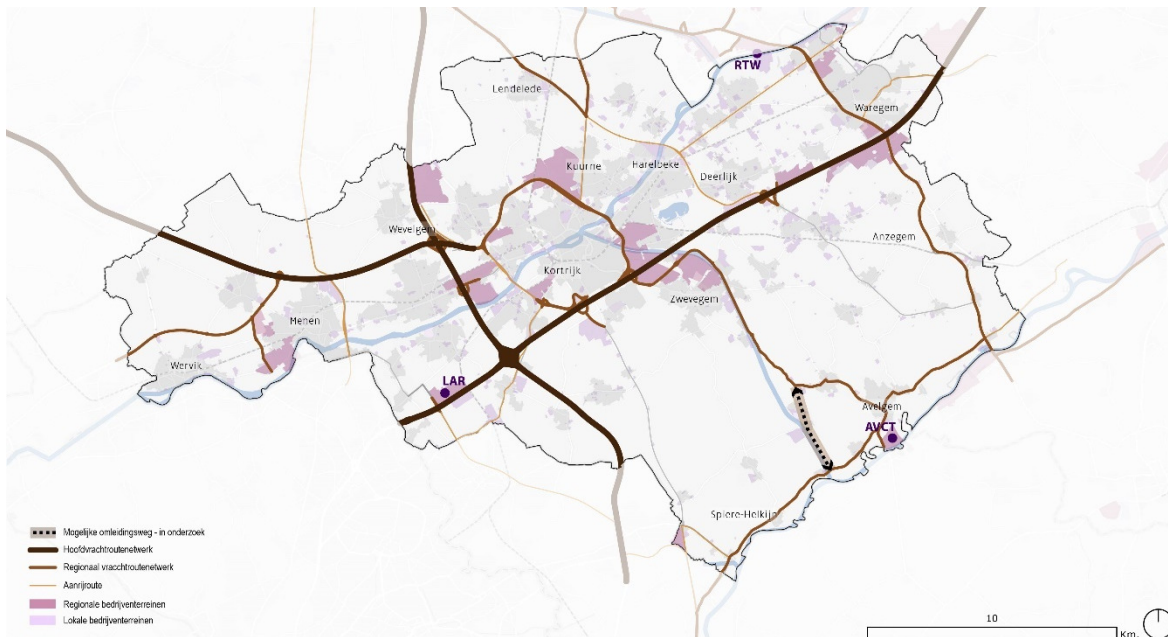 RTW
Lendelede
Waregem
Kuurne
Harelbeke
Deerlijk
Wevelgem
Anzegem
Kortrijk
Zwevegem
Menen
Wervik
LAR
Avelgem
AVCT
Spiere-Helkijn
Mogelijke omleidingsweg - in onderzoek
Hoofdvrachtroutenetwerk
Regionaal vracchtroutenetwerk
Aanrijroute
Regionale bedrijventerreinen
Lokale bedrijventerreinen
10
Km.